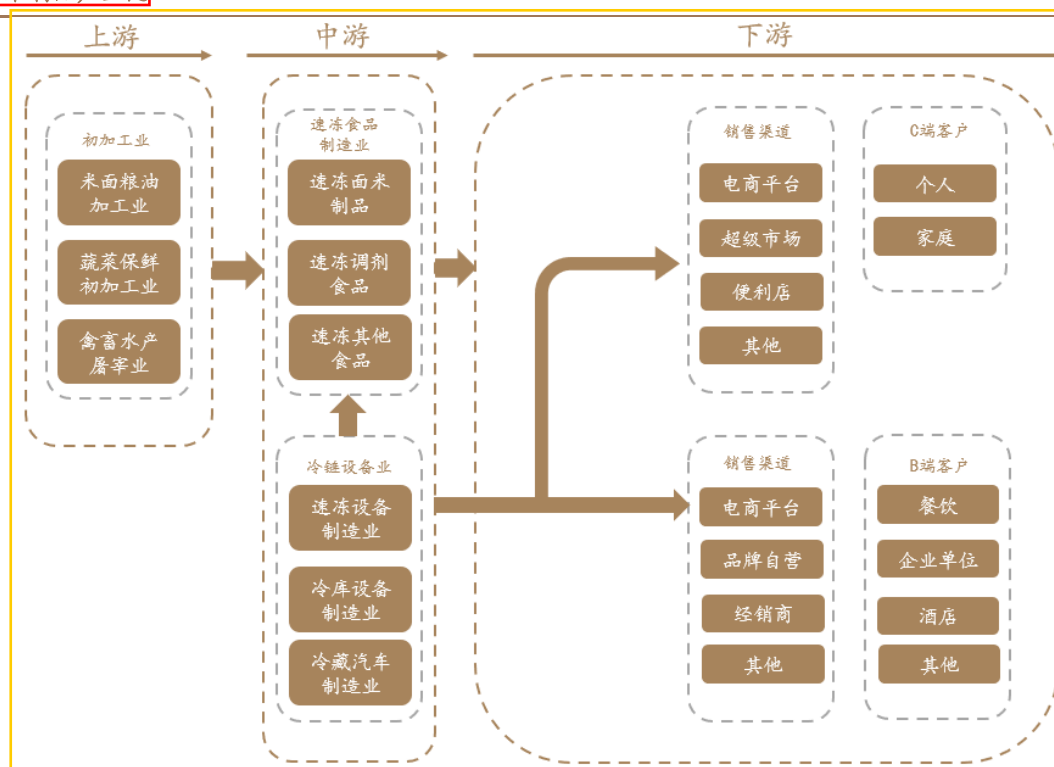 上游
中游
下游
初加工业
米面粮油
加工业
蔬菜保鲜
初加工业
禽畜水产
屠宰业
速冻食品
制造业
速冻面米
制品
速冻调剂
食品
速冻其他
食品
冷链设备业
速冻设备
制造业
冷库设备
制造业
冷藏汽车
制造业
销售渠道
电商平台
超级市场
便利店
其他
C端客户
个人
家庭
销售渠道
电商平台
品牌自营
经销商
其他
B端客户
餐饮
企业单位
酒店
其他